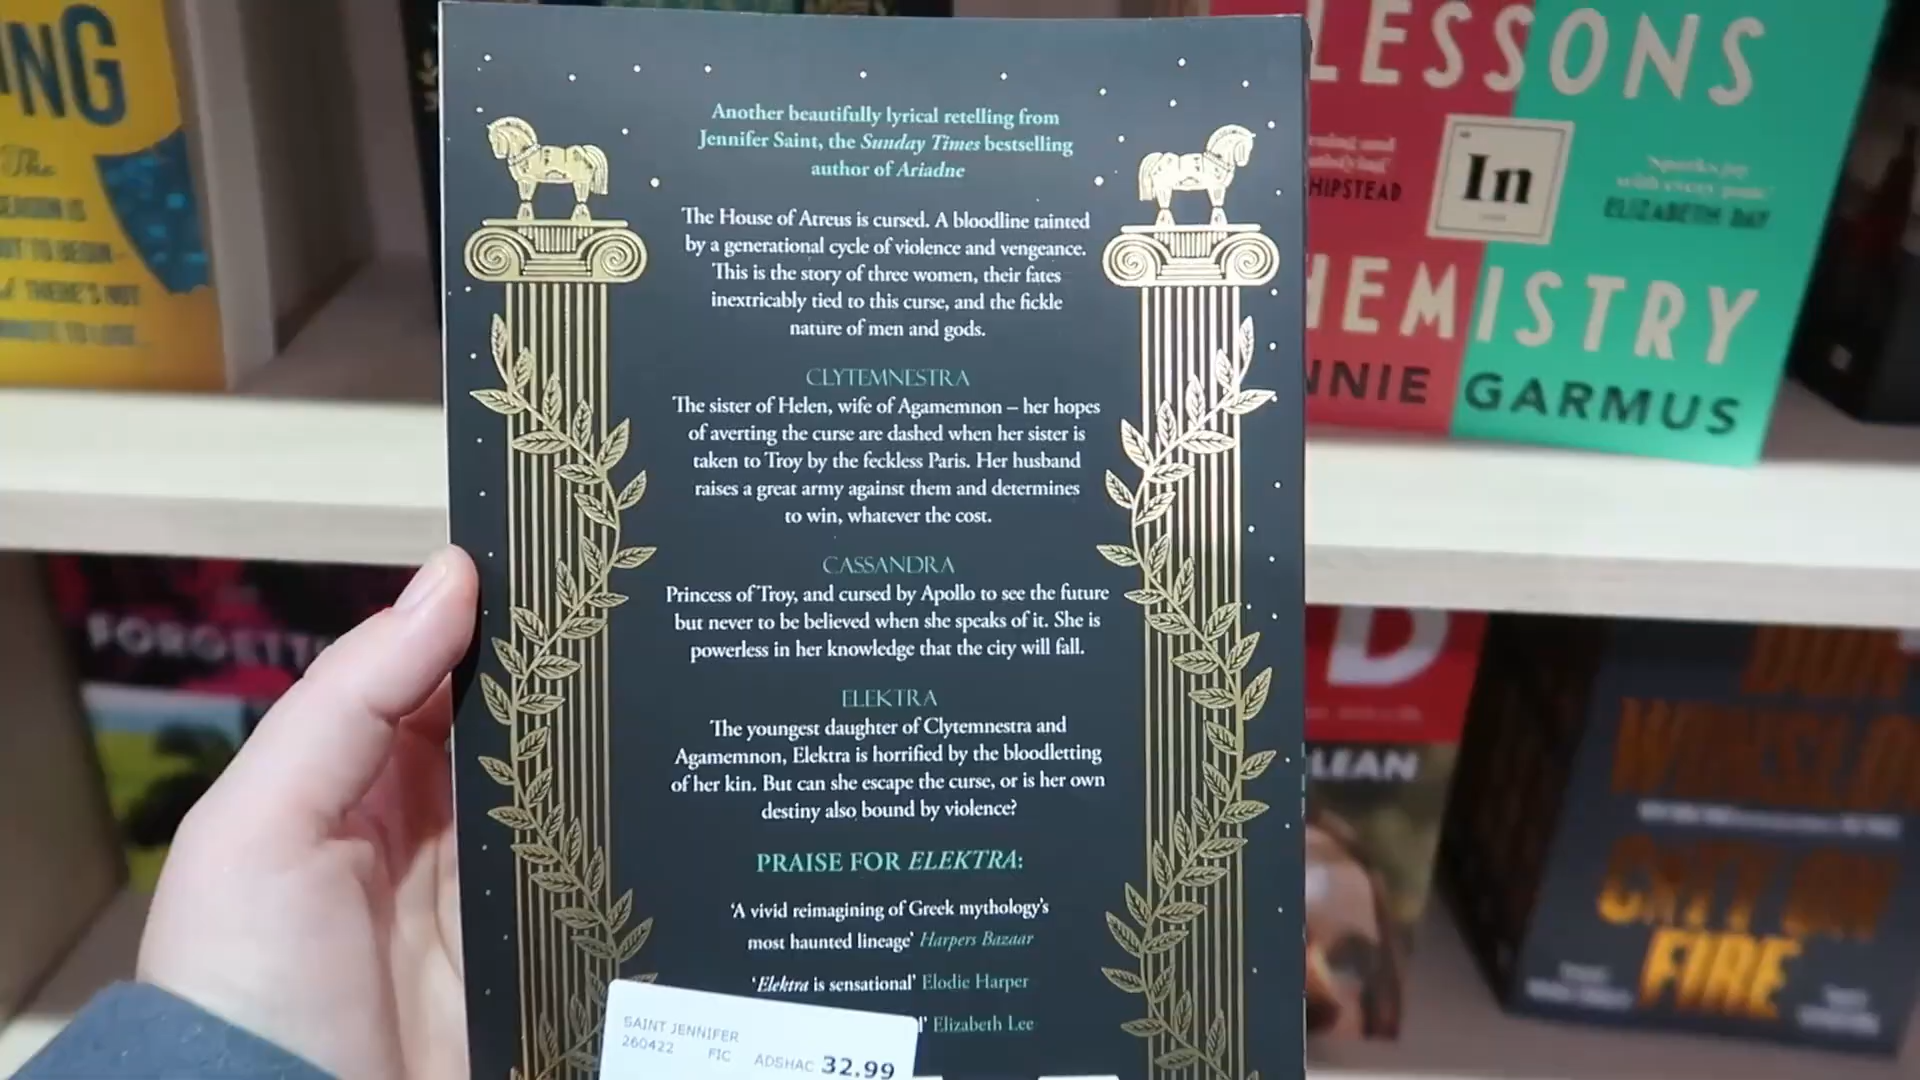 Another beautifully lyrical retelling from
Jennifer Saint, the Sunday Times bestselling
author of Ariadne
The House of Atreus is cursed. A bloodline tainted
by a generational cycle of violence and vengeance.
This is the story of three women, their fates
inextricably tied to this curse, and the fickle
nature of men and gods.
CLYTEMNESTRA
The sister of Helen, wife of Agamemnon – her hopes
of averting the curse are dashed when her sister is
taken to Troy by the feckless Paris. Her husband
raises a great army against them and determines
to win, whatever the cost.
CASSANDRA
Princess of Troy, and cursed by Apollo to see the future
but never to be believed when she speaks of it. She is
powerless in her knowledge that the city will fall.
ELEKTRA
The youngest daughter of Clytemnestra and
Agamemnon, Elektra is horrified by the bloodletting
of her kin. But can she escape the curse, or is her own
destiny also bound by violence?
PRAISE FOR ELEKTRA:
‘A vivid reimagining of Greek mythology’s
most haunted lineage’ Harpers Bazaar
‘Elektra is sensational’ Elodie Harper
Elizabeth Lee
SAINT JENNIFER
260422 FIC ADSHAC 32.99
NG
The
LESSONS
In
HIPSTEAD
ELIZABETH DAY
HEMISTRY
NNIE GARMUS
FORGETT
D
LEAN
CITY ON
FIRE